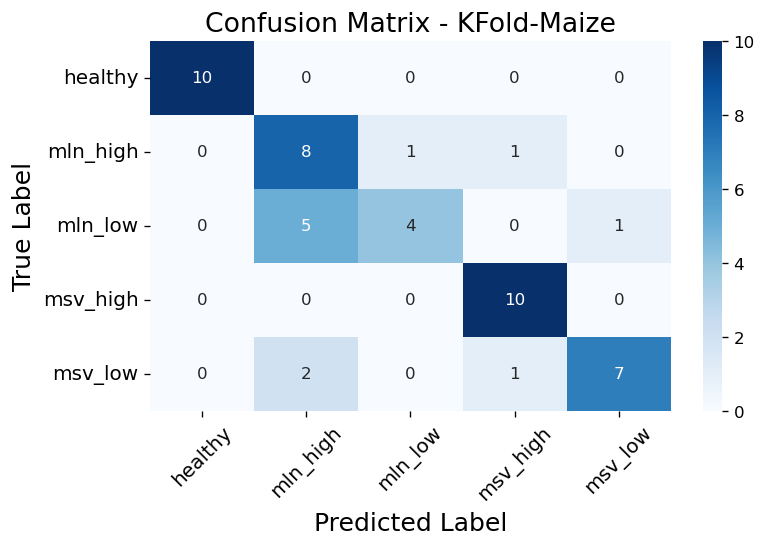 Confusion Matrix - KFold-Maize
True Label
healthy 10 0 0 0 0
mln_high 0 8 1 1 0
mln_low 0 5 4 0 1
msv_high 0 0 0 10 0
msv_low 0 2 0 1 7
healthy mln_high mln_low msv_high msv_low
Predicted Label
10
8
6
4
2
0